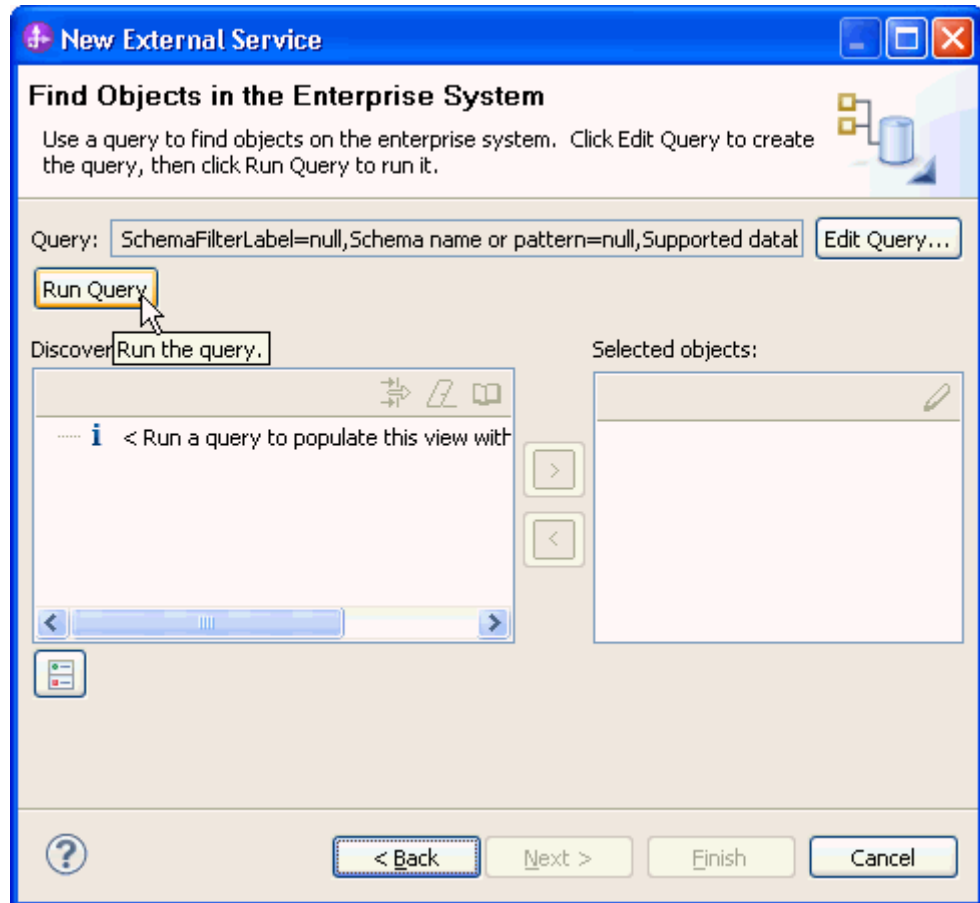 New External Service
Find Objects in the Enterprise System
Use a query to find objects on the enterprise system. Click Edit Query to create
the query, then click Run Query to run it.
Query: SchemaFilterLabel=null,Schema name or pattern=null,Supported datab Edit Query...
Run Query
Discover Run the query. Selected objects:
i < Run a query to populate this view with
>
<
? < Back Next > Finish Cancel